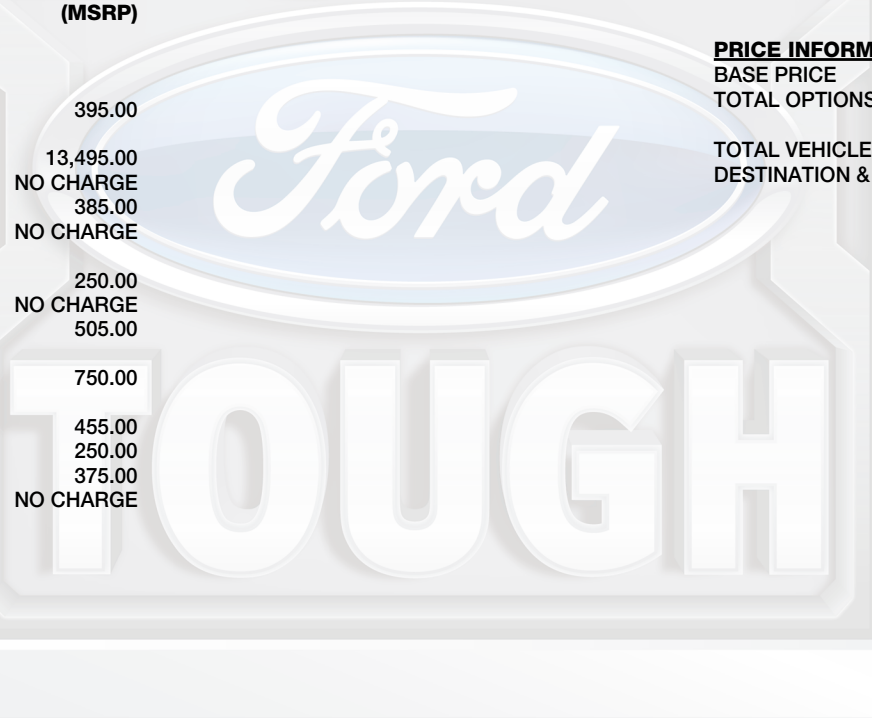 (MSRP)
395.00
13,495.00
NO CHARGE
385.00
NO CHARGE
250.00
NO CHARGE
505.00
750.00
455.00
250.00
375.00
NO CHARGE
PRICE INFORM
BASE PRICE
TOTAL OPTIONS
TOTAL VEHICLE
DESTINATION &
Ford
TOUGH